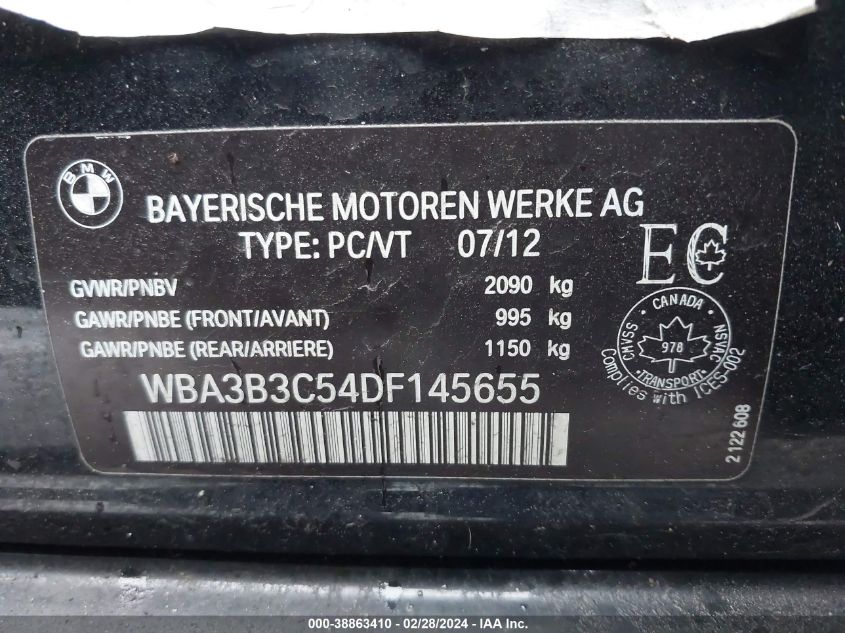 BMW
BAYERISCHE MOTOREN WERKE AG
TYPE: PC/VT 07/12
EC
GVWR/PNBV 2090 kg
GAWR/PNBE (FRONT/AVANT) 995 kg
GAWR/PNBE (REAR/ARRIERE) 1150 kg
CANADA
CMVSS 978 NSVAC
TRANSPORT
Complies with ICES-002
WBA3B3C54DF145655
2 122 608
000-38863410 - 02/28/2024 - IAA Inc.